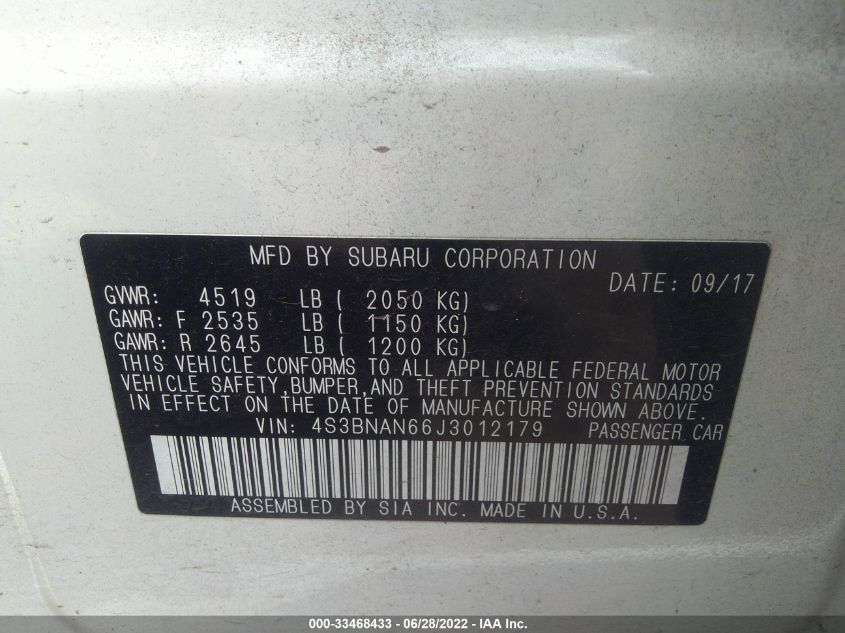 MFD BY SUBARU CORPORATION
DATE: 09/17
GVWR: 4519 LB ( 2050 KG)
GAWR: F 2535 LB ( 1150 KG)
GAWR: R 2645 LB ( 1200 KG)
THIS VEHICLE CONFORMS TO ALL APPLICABLE FEDERAL MOTOR
VEHICLE SAFETY,BUMPER,AND THEFT PREVENTION STANDARDS
IN EFFECT ON THE DATE OF MANUFACTURE SHOWN ABOVE.
VIN: 4S3BNAN66J3012179 PASSENGER CAR
ASSEMBLED BY SIA INC. MADE IN U.S.A.
000-33468433 - 06/28/2022 - IAA Inc.